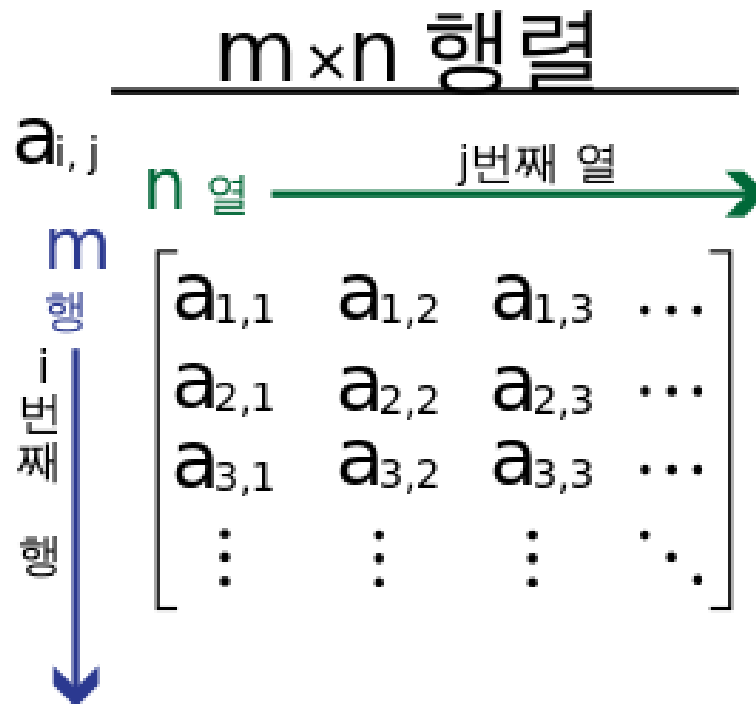 m×n 행렬
a i, j
n 열
j번째 열
m
행
i
번
째
행
a1,1 a1,2 a1,3 ⋯
a2,1 a2,2 a2,3 ⋯
a3,1 a3,2 a3,3 ⋯
⋮ ⋮ ⋮ ⋱